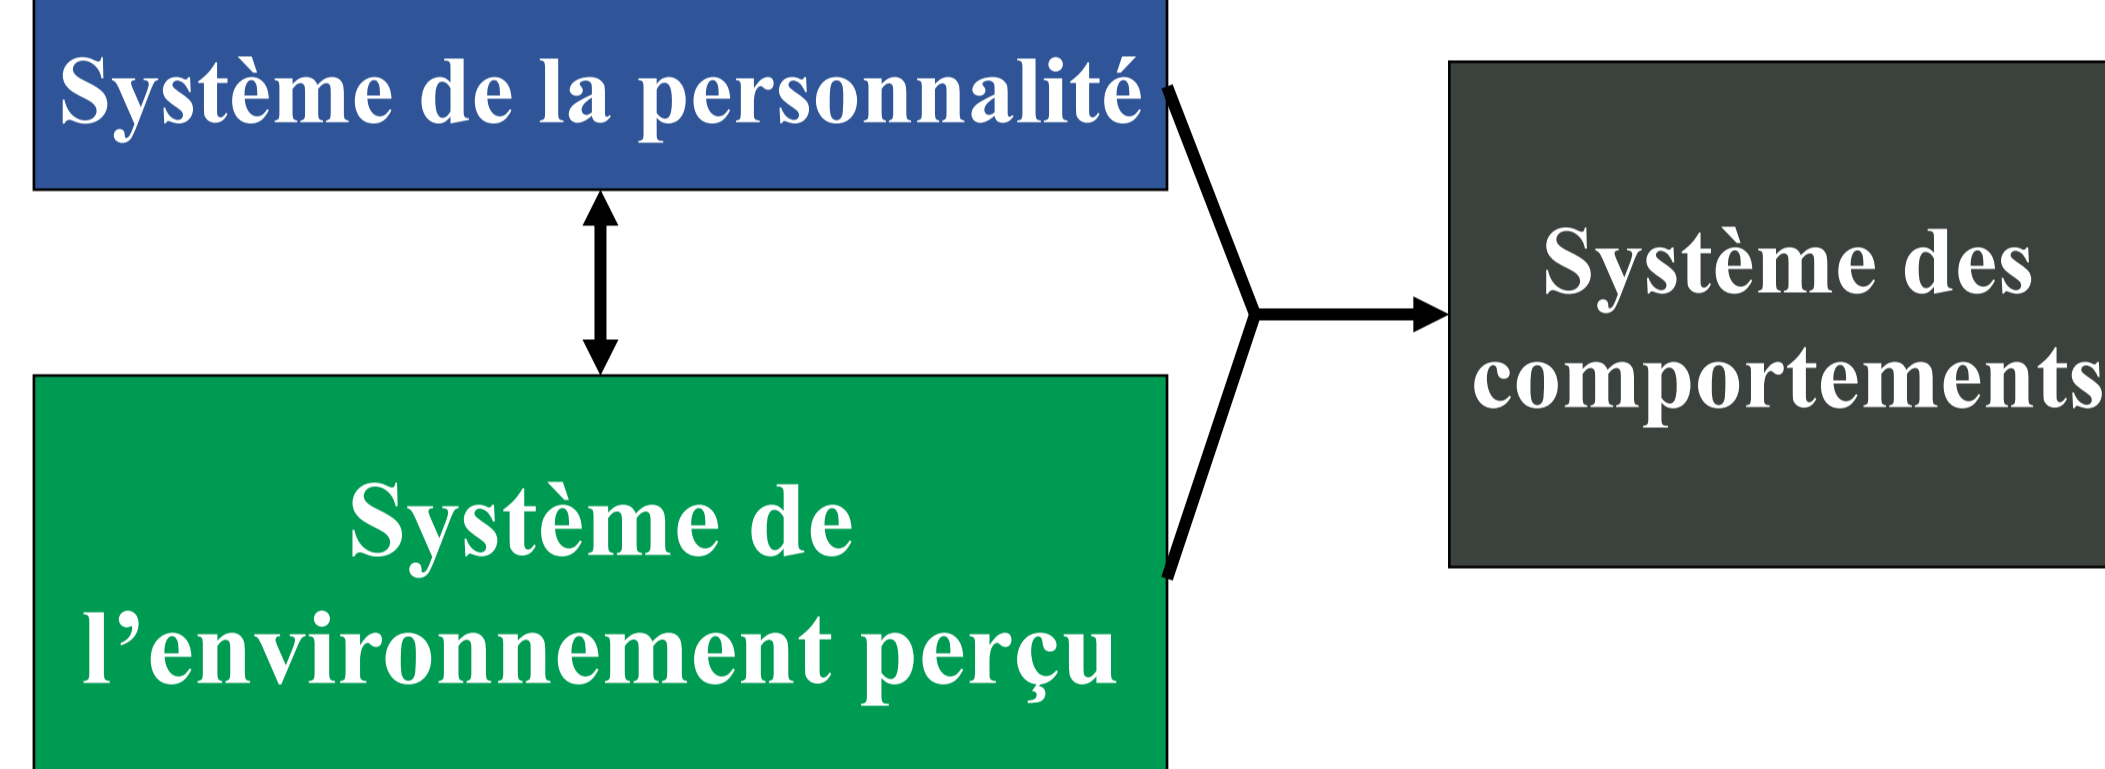 Système de la personnalité
Système des
comportements
Système de
l’environnement perçu